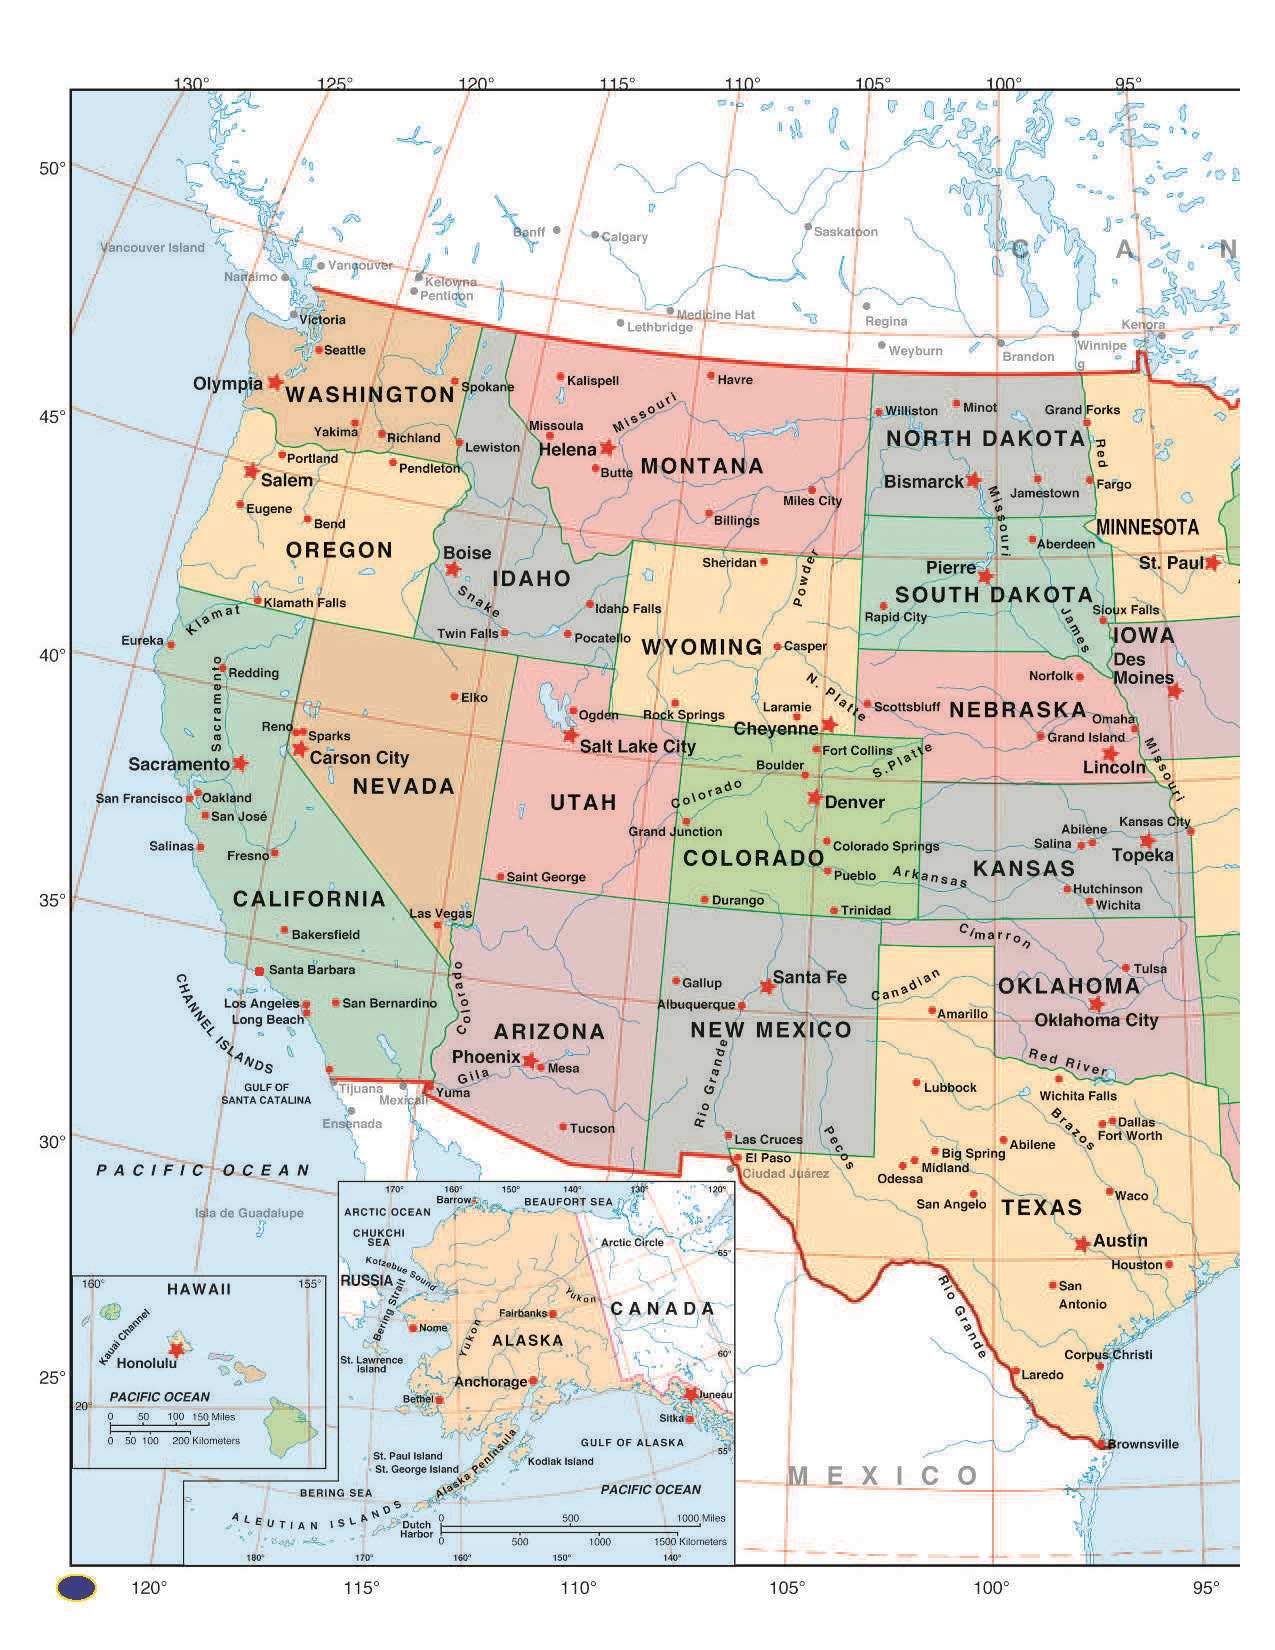 130° 125° 120° 115° 110° 105° 100° 95°
50°
45°
40°
35°
30°
25°
C A N
Vancouver Island
Vancouver
Nanaimo
Kelowna
Penticon
Banff
Calgary
Saskatoon
Medicine Hat
Lethbridge
Regina
Weyburn
Brandon
Winnipe
g
Kenora
Victoria
Seattle
Olympia
WASHINGTON
Spokane
Yakima
Richland
Lewiston
Portland
Pendleton
Salem
Eugene
Bend
OREGON
Klamath Falls
Kalispell
Havre
Missouri
Missoula
Helena
Butte
MONTANA
Miles City
Billings
Boise
IDAHO
Snake
Idaho Falls
Twin Falls
Pocatello
Williston
Minot
Grand Forks
NORTH DAKOTA
Red
Bismarck
Jamestown
Fargo
Missouri
MINNESOTA
St. Paul
Aberdeen
Pierre
SOUTH DAKOTA
Rapid City
James
Sioux Falls
Sheridan
Powder
WYOMING
Casper
N. Platte
Rock Springs
Laramie
Cheyenne
IOWA
Des
Moines
Norfolk
Scottsbluff
NEBRASKA
Omaha
Grand Island
Lincoln
Missouri
Klamat
Eureka
Redding
Sacramento
Reno
Sparks
Carson City
Sacramento
San Francisco
Oakland
San José
Salinas
Fresno
CALIFORNIA
Bakersfield
Santa Barbara
Los Angeles
Long Beach
San Bernardino
CHANNEL ISLANDS
GULF OF
SANTA CATALINA
Elko
NEVADA
Las Vegas
Ogden
Salt Lake City
UTAH
Saint George
Fort Collins
Boulder
S.Platte
Denver
Colorado
Grand Junction
COLORADO
Colorado Springs
Pueblo
Arkansas
Durango
Trinidad
Kansas City
Abilene
Salina
Topeka
KANSAS
Hutchinson
Wichita
Cimarron
Tulsa
OKLAHOMA
Oklahoma City
Red River
Colorado
ARIZONA
Phoenix
Mesa
Gila
Yuma
Tucson
Gallup
Santa Fe
Albuquerque
NEW MEXICO
Rio Grande
Las Cruces
Pecos
Canadian
Amarillo
Lubbock
Wichita Falls
Brazos
Dallas
Fort Worth
Abilene
Big Spring
Midland
Odessa
San Angelo
El Paso
Ciudad Juárez
TEXAS
Waco
Austin
Houston
San
Antonio
Rio Grande
Corpus Christi
Laredo
Brownsville
MEXICO
Tijuana
Mexicali
Ensenada
PACIFIC OCEAN
Isla de Guadalupe
160° 155°
HAWAII
Kauai Channel
Honolulu
PACIFIC OCEAN
20°
0 50 100 150 Miles
0 50 100 200 Kilometers
170° 160° 150° 140° 130° 120°
Barrow
BEAUFORT SEA
ARCTIC OCEAN
CHUKCHI
SEA
Arctic Circle
65°
Kotzebue Sound
RUSSIA
Bering Strait
Yukon
Fairbanks
CANADA
Nome
Yukon
ALASKA
St. Lawrence
Island
60°
Anchorage
Bethel
Juneau
Sitka
GULF OF ALASKA
55°
St. Paul Island
St. George Island
Alaska Peninsula
Kodiak Island
BERING SEA
PACIFIC OCEAN
ALEUTIAN ISLANDS
Dutch
Harbor
0 500 1000 Miles
0 500 1000 1500 Kilometers
180° 170° 160° 150° 140°
120° 115° 110° 105° 100° 95°